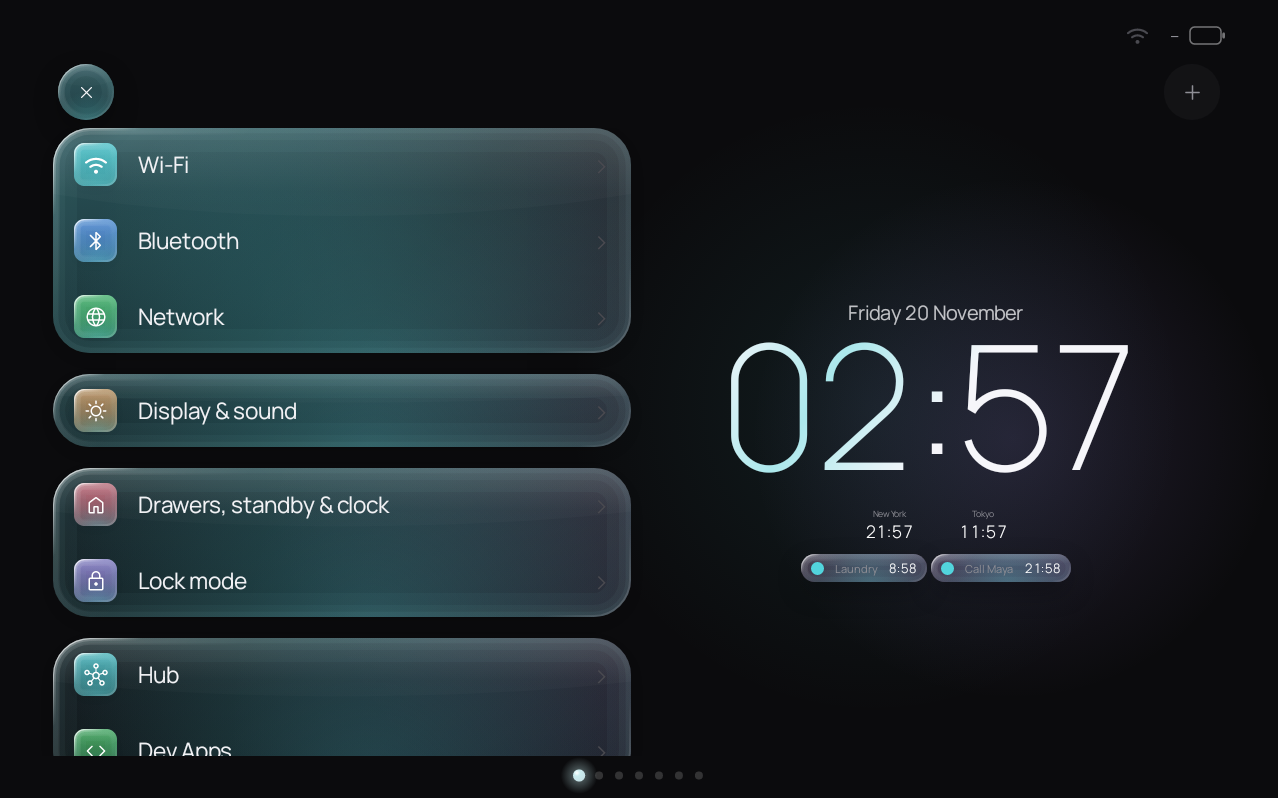 –
Wi-Fi
Bluetooth
Network
Display & sound
Drawers, standby & clock
Lock mode
Hub
Dev Apps
Friday 20 November
02:57
New York Tokyo
21:57 11:57
Laundry 8:58 Call Maya 21:58